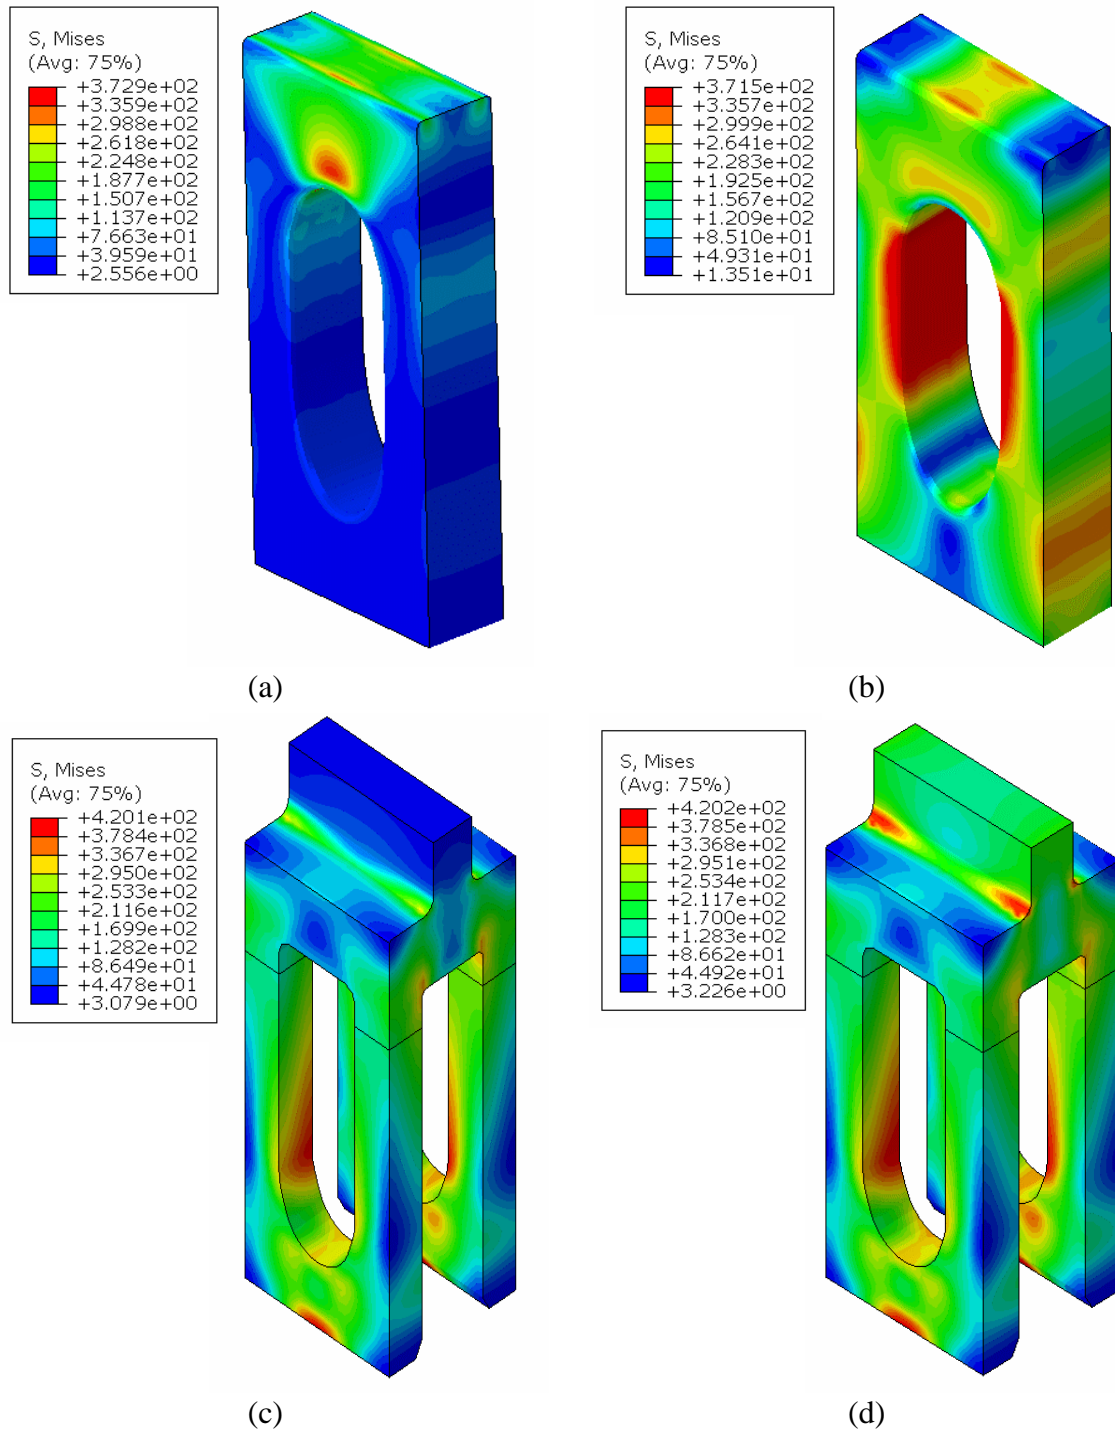 S, Mises
(Avg: 75%)
+3.729e+02
+3.359e+02
+2.988e+02
+2.618e+02
+2.248e+02
+1.877e+02
+1.507e+02
+1.137e+02
+7.663e+01
+3.959e+01
+2.556e+00
(a)
S, Mises
(Avg: 75%)
+3.715e+02
+3.357e+02
+2.999e+02
+2.641e+02
+2.283e+02
+1.925e+02
+1.567e+02
+1.209e+02
+8.510e+01
+4.931e+01
+1.351e+01
(b)
S, Mises
(Avg: 75%)
+4.201e+02
+3.784e+02
+3.367e+02
+2.950e+02
+2.533e+02
+2.116e+02
+1.699e+02
+1.282e+02
+8.649e+01
+4.478e+01
+3.079e+00
(c)
S, Mises
(Avg: 75%)
+4.202e+02
+3.785e+02
+3.368e+02
+2.951e+02
+2.534e+02
+2.117e+02
+1.700e+02
+1.283e+02
+8.662e+01
+4.492e+01
+3.226e+00
(d)